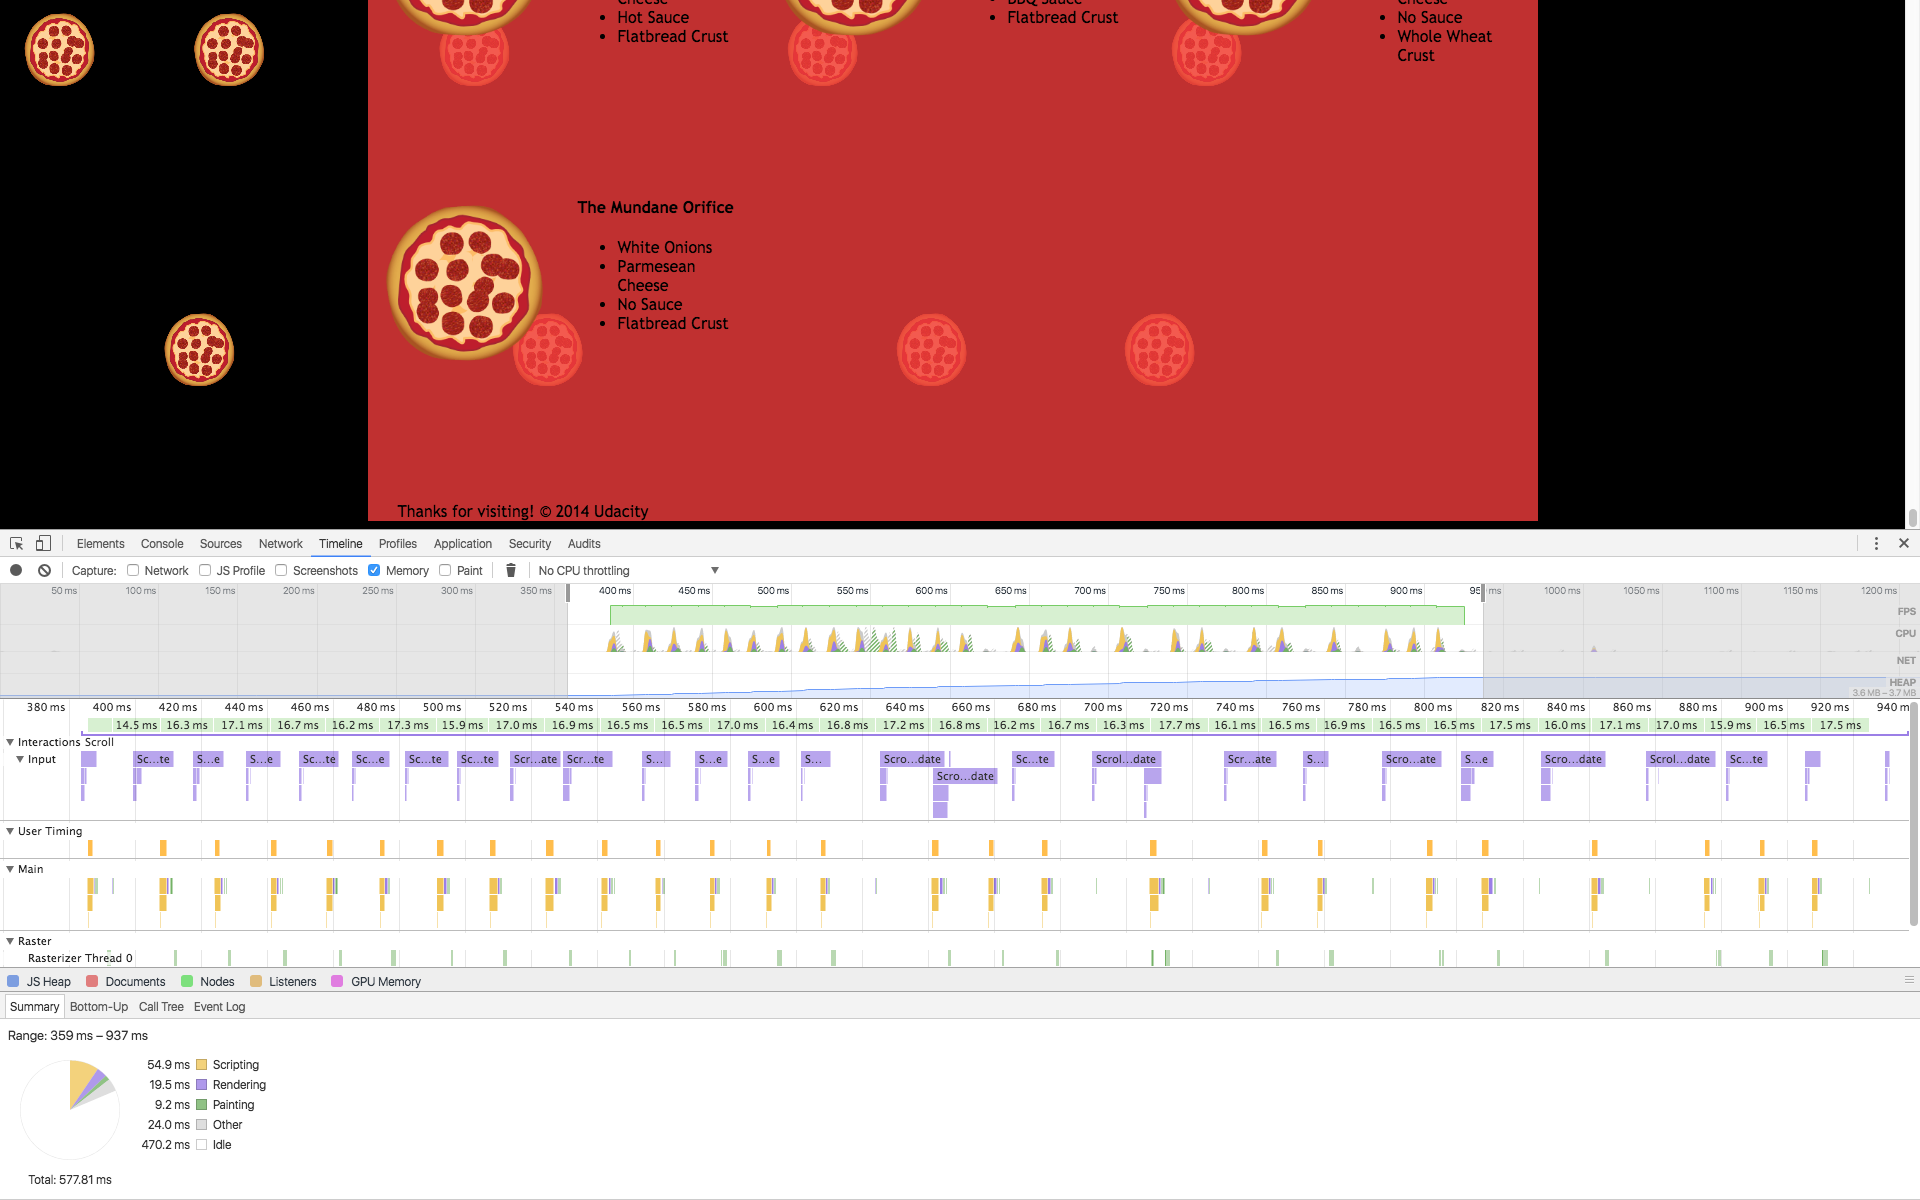 Cheese
BBQ Sauce
Cheese
Hot Sauce
Flatbread Crust
No Sauce
Flatbread Crust
Whole Wheat
Crust
The Mundane Orifice
White Onions
Parmesean
Cheese
No Sauce
Flatbread Crust
Thanks for visiting! © 2014 Udacity
Elements Console Sources Network Timeline Profiles Application Security Audits
Capture: Network JS Profile Screenshots Memory Paint No CPU throttling
50 ms 100 ms 150 ms 200 ms 250 ms 300 ms 350 ms 400 ms 450 ms 500 ms 550 ms 600 ms 650 ms 700 ms 750 ms 800 ms 850 ms 900 ms 95 ms 1000 ms 1050 ms 1100 ms 1150 ms 1200 ms
FPS
CPU
NET
HEAP
3.6 MB – 3.7 MB
380 ms 400 ms 420 ms 440 ms 460 ms 480 ms 500 ms 520 ms 540 ms 560 ms 580 ms 600 ms 620 ms 640 ms 660 ms 680 ms 700 ms 720 ms 740 ms 760 ms 780 ms 800 ms 820 ms 840 ms 860 ms 880 ms 900 ms 920 ms 940 m
14.5 ms 16.3 ms 17.1 ms 16.7 ms 16.2 ms 17.3 ms 15.9 ms 17.0 ms 16.9 ms 16.5 ms 16.5 ms 17.0 ms 16.4 ms 16.8 ms 17.2 ms 16.8 ms 16.2 ms 16.7 ms 16.3 ms 17.7 ms 16.1 ms 16.5 ms 16.9 ms 16.5 ms 16.5 ms 17.5 ms 16.0 ms 17.1 ms 17.0 ms 15.9 ms 16.5 ms 17.5 ms
Interactions Scroll
Input Sc...te S...e S...e Sc...te Sc...e Sc...te Sc...te Scr...ate Scr...te S... S...e S...e S... Scro...date Sc...te Scrol...date Scr...ate S... Scro...ate S...e Scro...date Scrol...date Sc...te
Scro...date
User Timing
Main
Raster
Rasterizer Thread 0
JS Heap Documents Nodes Listeners GPU Memory
Summary Bottom-Up Call Tree Event Log
Range: 359 ms – 937 ms
54.9 ms Scripting
19.5 ms Rendering
9.2 ms Painting
24.0 ms Other
470.2 ms Idle
Total: 577.81 ms